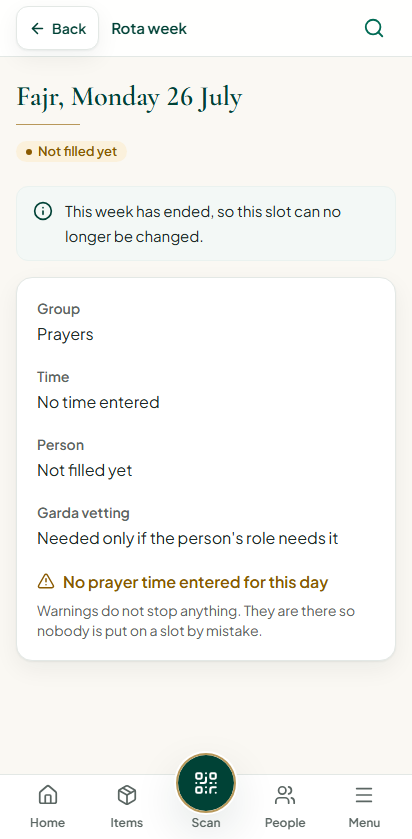 Back
Rota week
Fajr, Monday 26 July
Not filled yet
This week has ended, so this slot can no
longer be changed.
Group
Prayers
Time
No time entered
Person
Not filled yet
Garda vetting
Needed only if the person's role needs it
No prayer time entered for this day
Warnings do not stop anything. They are there so
nobody is put on a slot by mistake.
Home
Items
Scan
People
Menu